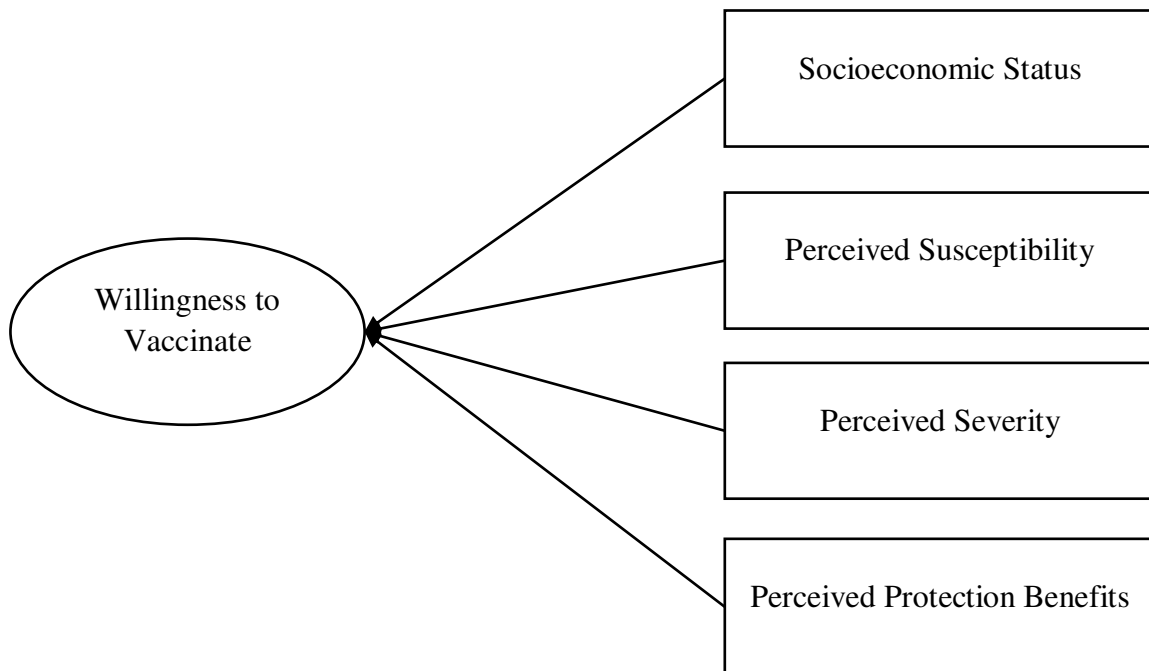 Socioeconomic Status
Perceived Susceptibility
Willingness to
Vaccinate
Perceived Severity
Perceived Protection Benefits